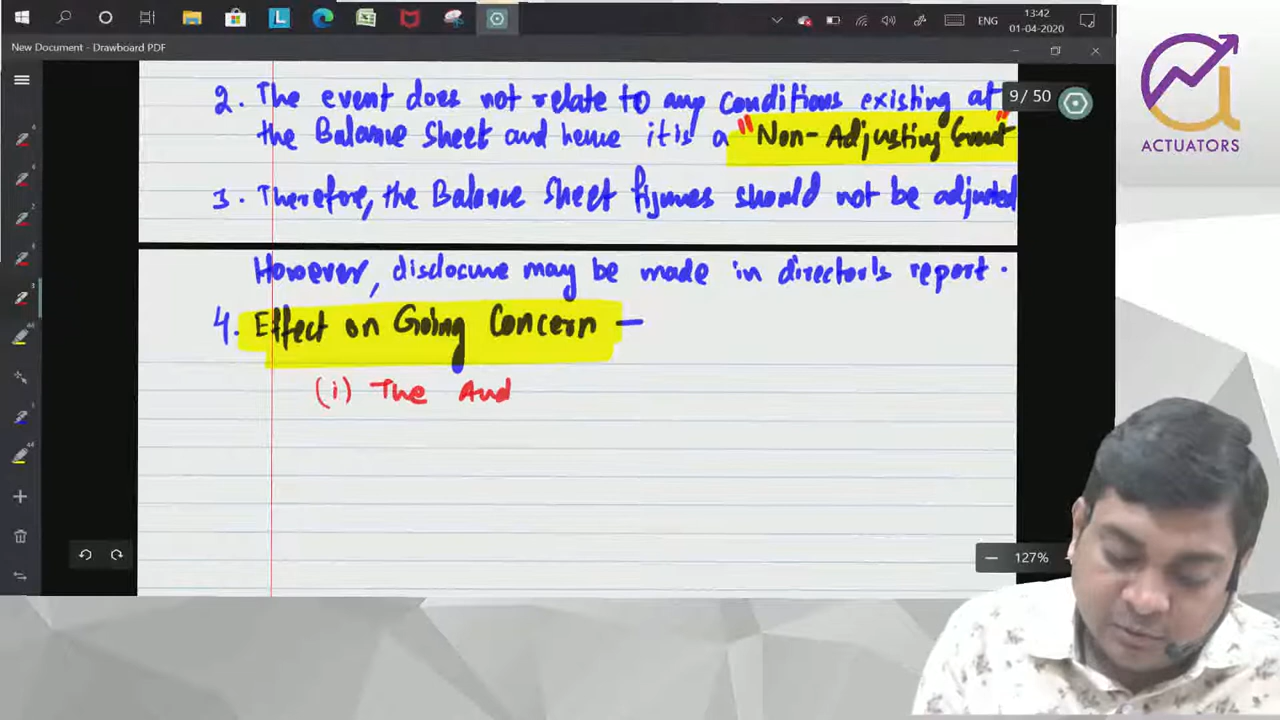 13:42
ENG
01-04-2020
New Document - Drawboard PDF
2. The event does not relate to any conditions existing at
9 / 50
the Balance Sheet and hence it is a "Non-Adjusting Event"
ACTUATORS
3. Therefore, the Balance Sheet figures should not be adjusted
However, disclocure may be made in director's report.
4. Effect on Going Concern –
(i) The Aud
127%